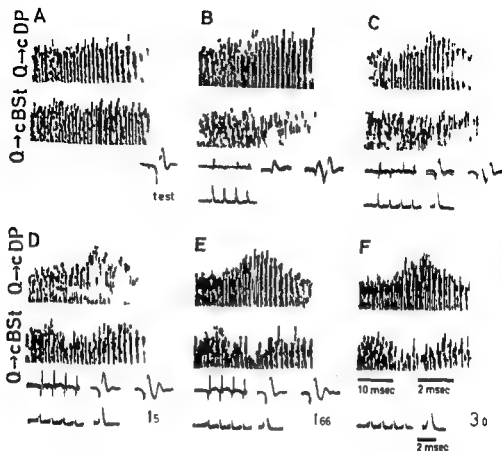 A
B
C
Q→cDP
Q→cBSt
test
D
E
F
Q→cDP
Q→cBSt
10 msec
2 msec
15
166
30
2 msec